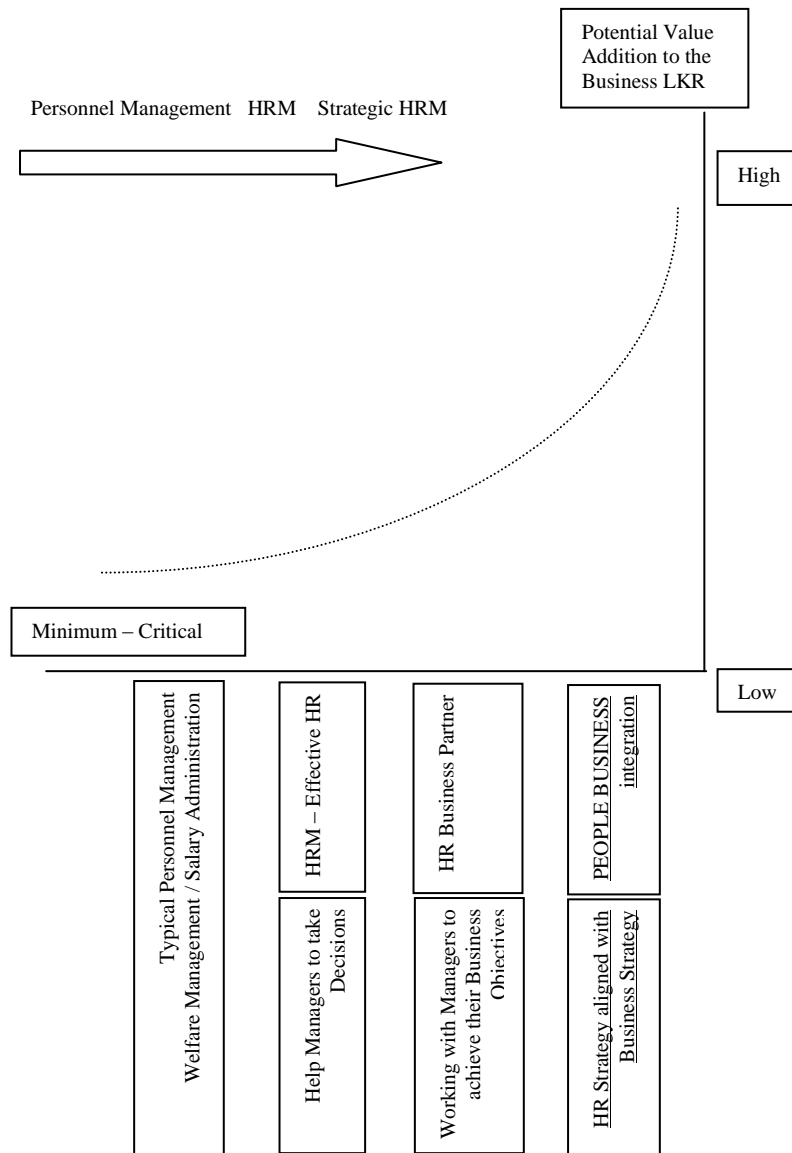 Potential Value
Addition to the
Business LKR
Personnel Management HRM Strategic HRM
High
Minimum – Critical
Low
Typical Personnel Management
Welfare Management / Salary Administration
HRM – Effective HR
HR Business Partner
PEOPLE BUSINESS
integration
Help Managers to take
Decisions
Working with Managers to
achieve their Business
Objectives
HR Strategy aligned with
Business Strategy